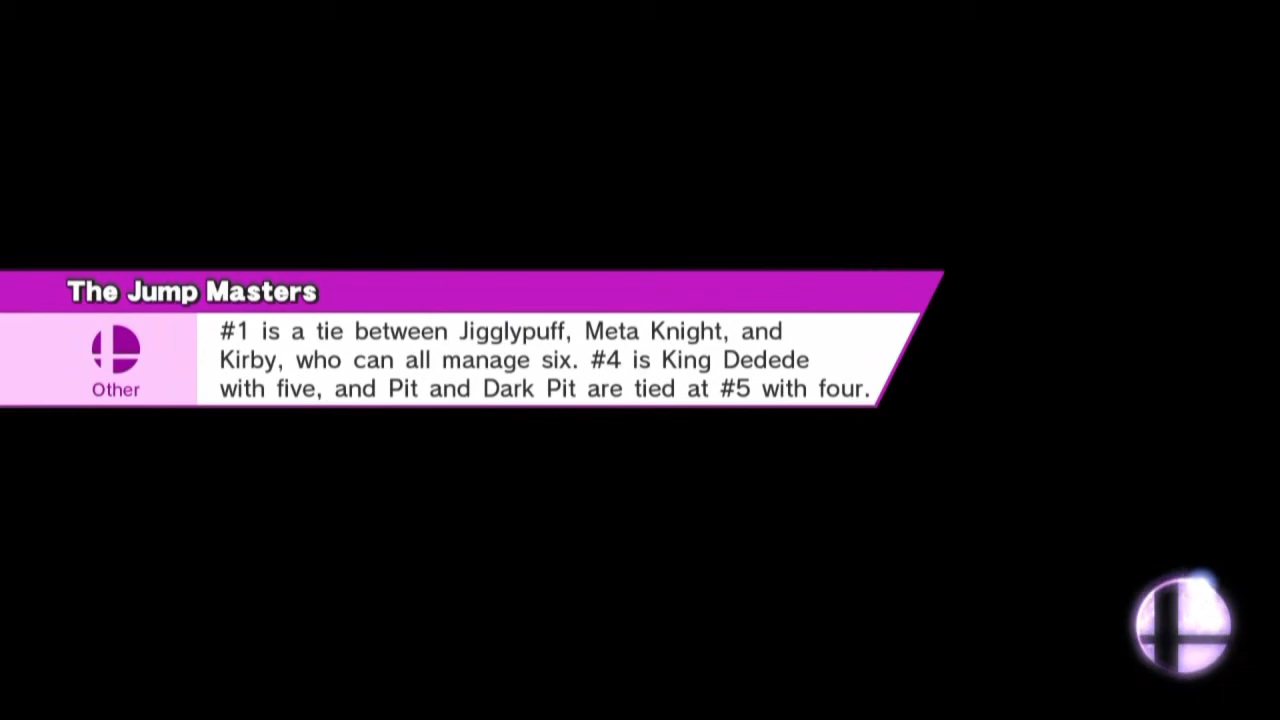 The Jump Masters
#1 is a tie between Jigglypuff, Meta Knight, and
Kirby, who can all manage six. #4 is King Dedede
with five, and Pit and Dark Pit are tied at #5 with four.
Other